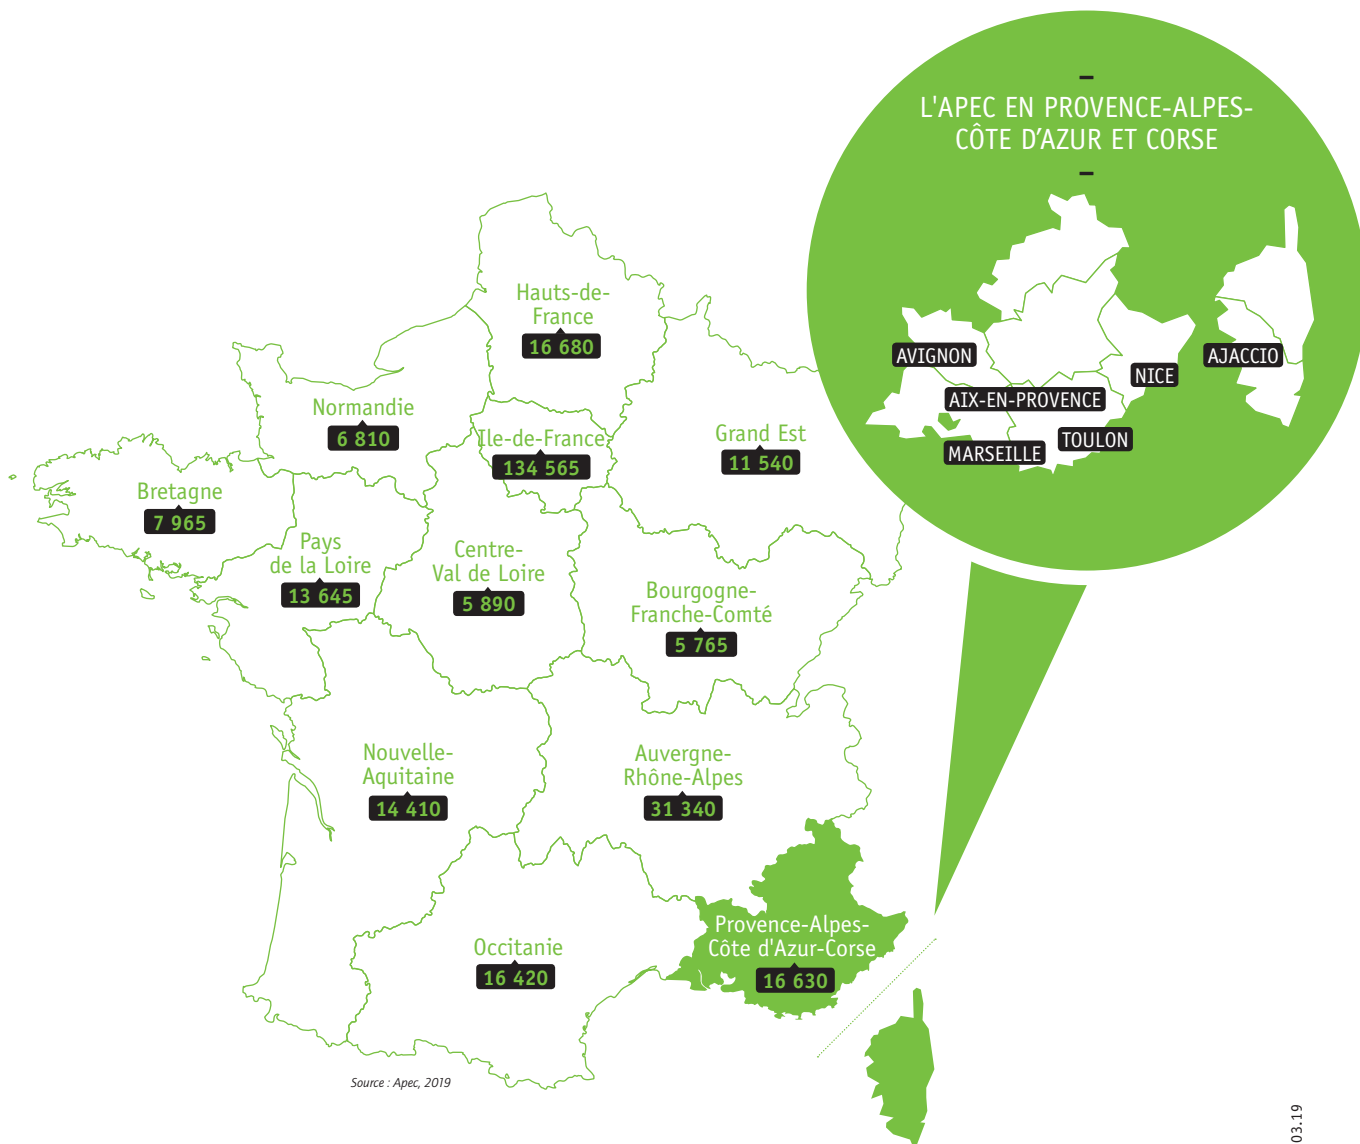 L'APEC EN PROVENCE-ALPES-
CÔTE D'AZUR ET CORSE
AVIGNON
AIX-EN-PROVENCE
NICE
AJACCIO
MARSEILLE
TOULON
Hauts-de-
France
16 680
Normandie
6 810
Ile-de-France
134 565
Grand Est
11 540
Bretagne
7 965
Pays
de la Loire
13 645
Centre-
Val de Loire
5 890
Bourgogne-
Franche-Comté
5 765
Nouvelle-
Aquitaine
14 410
Auvergne-
Rhône-Alpes
31 340
Occitanie
16 420
Provence-Alpes-
Côte d'Azur-Corse
16 630
Source : Apec, 2019
03.19